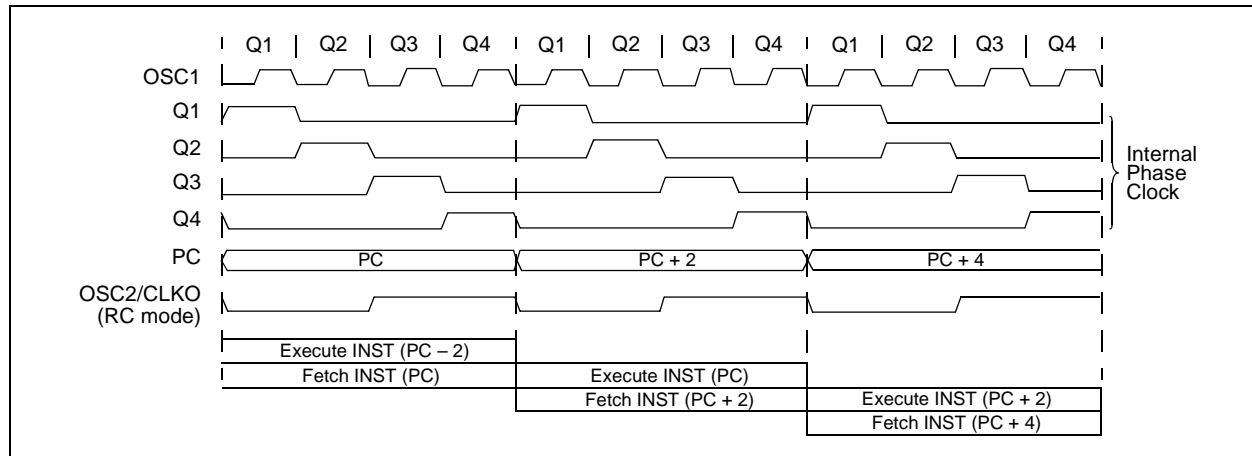 Q1 Q2 Q3 Q4 Q1 Q2 Q3 Q4 Q1 Q2 Q3 Q4
OSC1
Q1
Q2
Q3
Q4
Internal
Phase
Clock
PC PC PC + 2 PC + 4
OSC2/CLKO
(RC mode)
Execute INST (PC – 2)
Fetch INST (PC) Execute INST (PC)
Fetch INST (PC + 2) Execute INST (PC + 2)
Fetch INST (PC + 4)